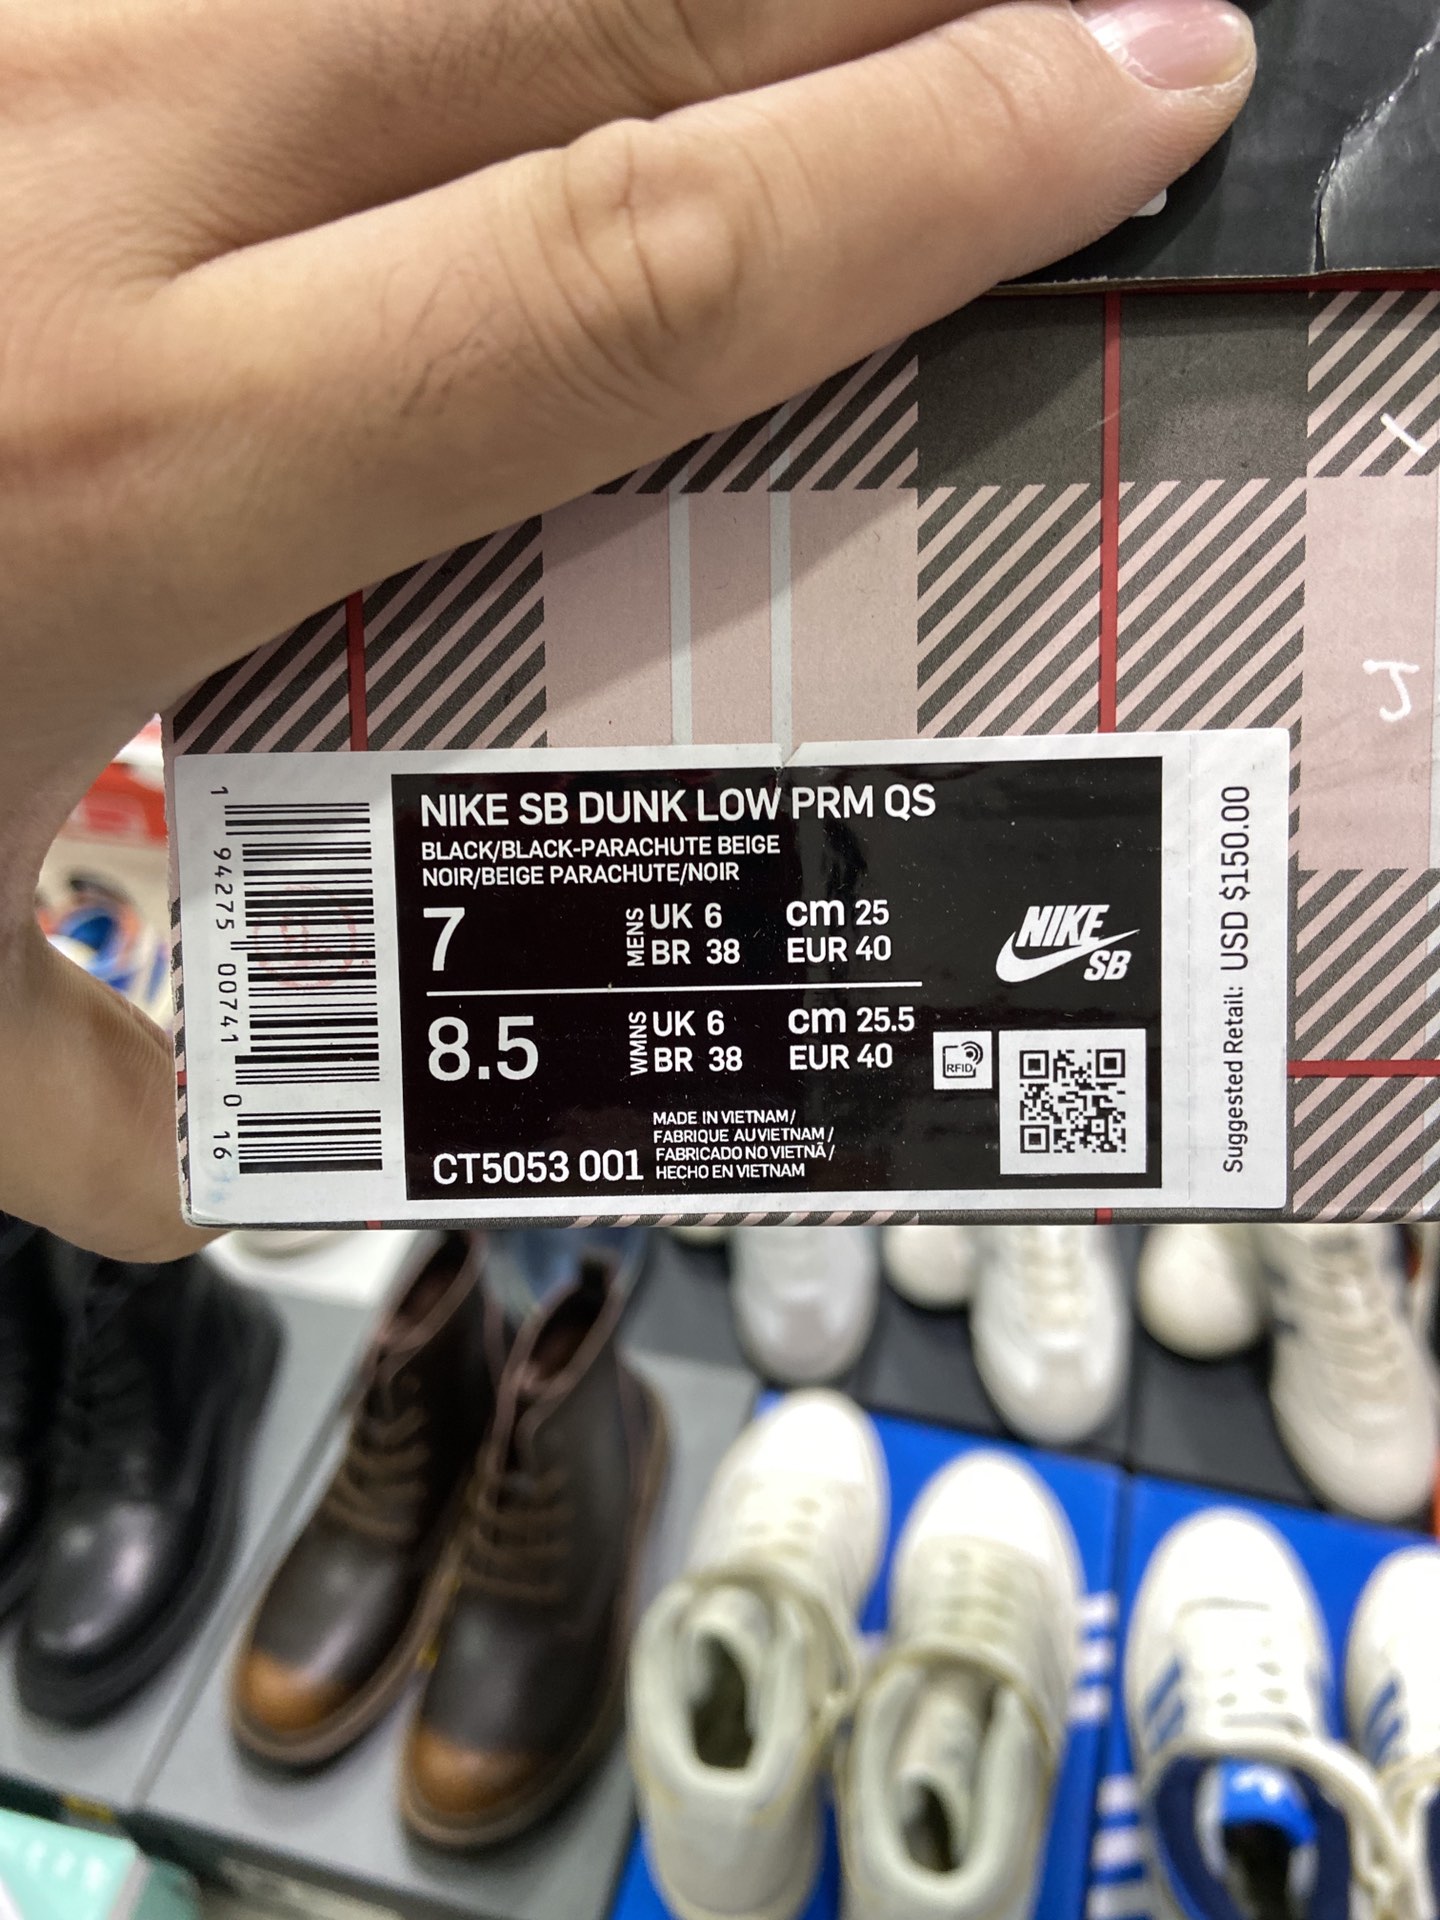 J
NIKE SB DUNK LOW PRM QS
BLACK/BLACK-PARACHUTE BEIGE
NOIR/BEIGE PARACHUTE/NOIR
7
MENS
UK 6
cm 25
BR 38
EUR 40
8.5
WMNS
UK 6
cm 25.5
BR 38
EUR 40
CT5053 001
MADE IN VIETNAM/
FABRIQUE AU VIETNAM/
FABRICADO NO VIETNÃ/
HECHO EN VIETNAM
NIKE
SB
RFID
Suggested Retail: USD $150.00
1 94275 00741 0 16